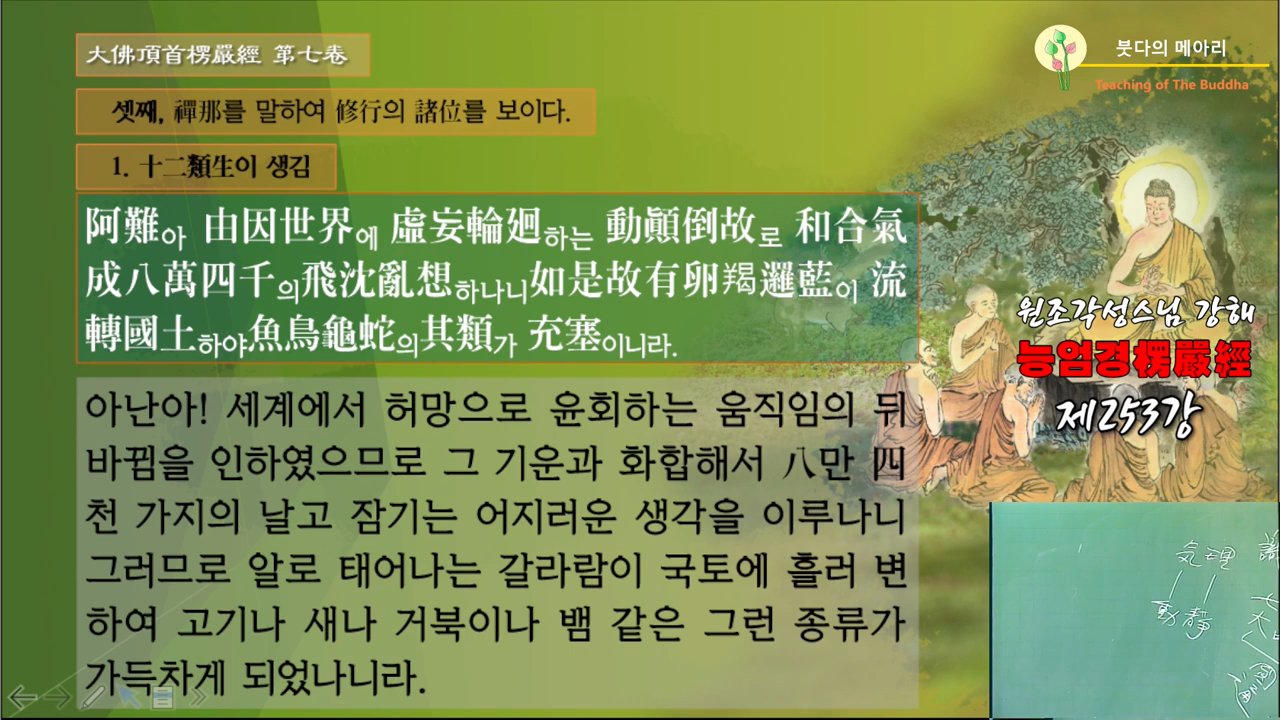 大佛頂首楞嚴經 第七卷
붓다의 메아리
Teaching of The Buddha
셋째, 禪那를 말하여 修行의 諸位를 보이다.
1. 十二類生이 생김
阿難아 由因世界에 虛妄輪廻하는 動顚倒故로 和合氣
成八萬四千의飛沈亂想하나니如是故有卵羯邏藍이 流
轉國土하야魚鳥龜蛇의其類가 充塞이니라.
아난아! 세계에서 허망으로 윤회하는 움직임의 뒤
바뀜을 인하였으므로 그 기운과 화합해서 八만 四
천 가지의 날고 잠기는 어지러운 생각을 이루나니
그러므로 알로 태어나는 갈라람이 국토에 흘러 변
하여 고기나 새나 거북이나 뱀 같은 그런 종류가
가득차게 되었나니라.
원조각성스님 강해
능엄경楞嚴經
제253강
気理
動 靜